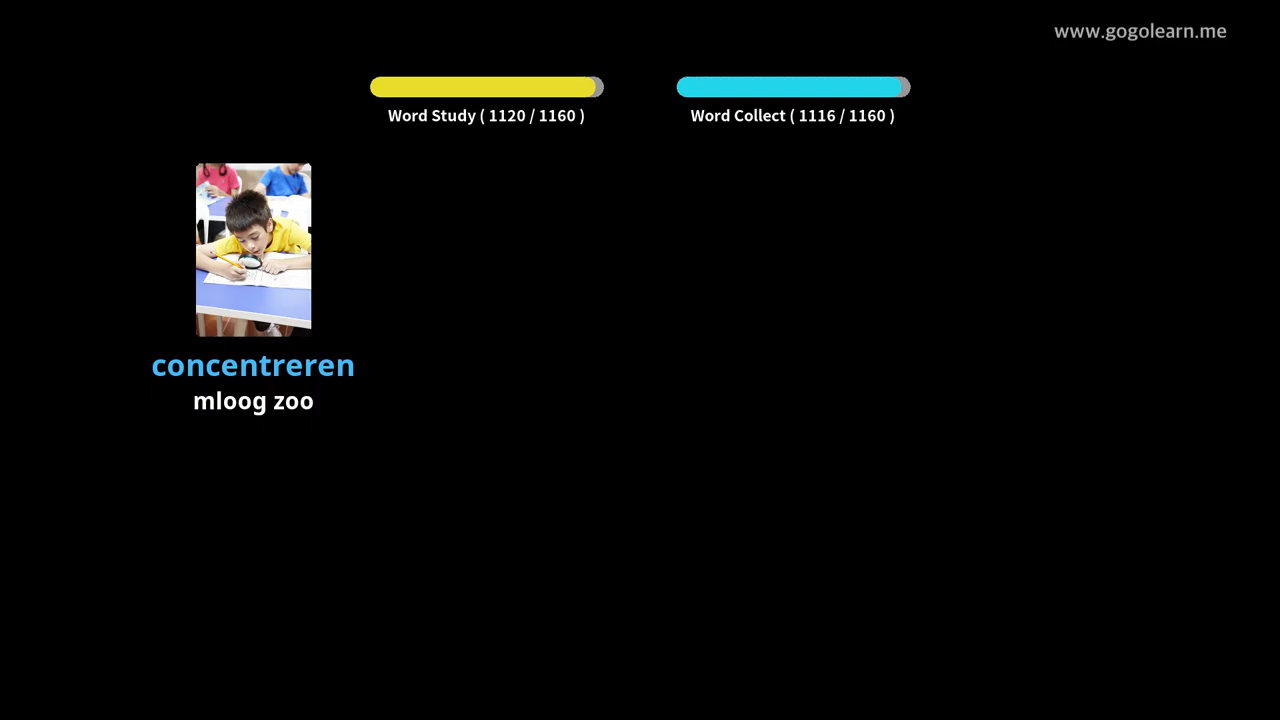 www.gogolearn.me
Word Study ( 1120 / 1160 )
Word Collect ( 1116 / 1160 )
concentreren
mloog zoo